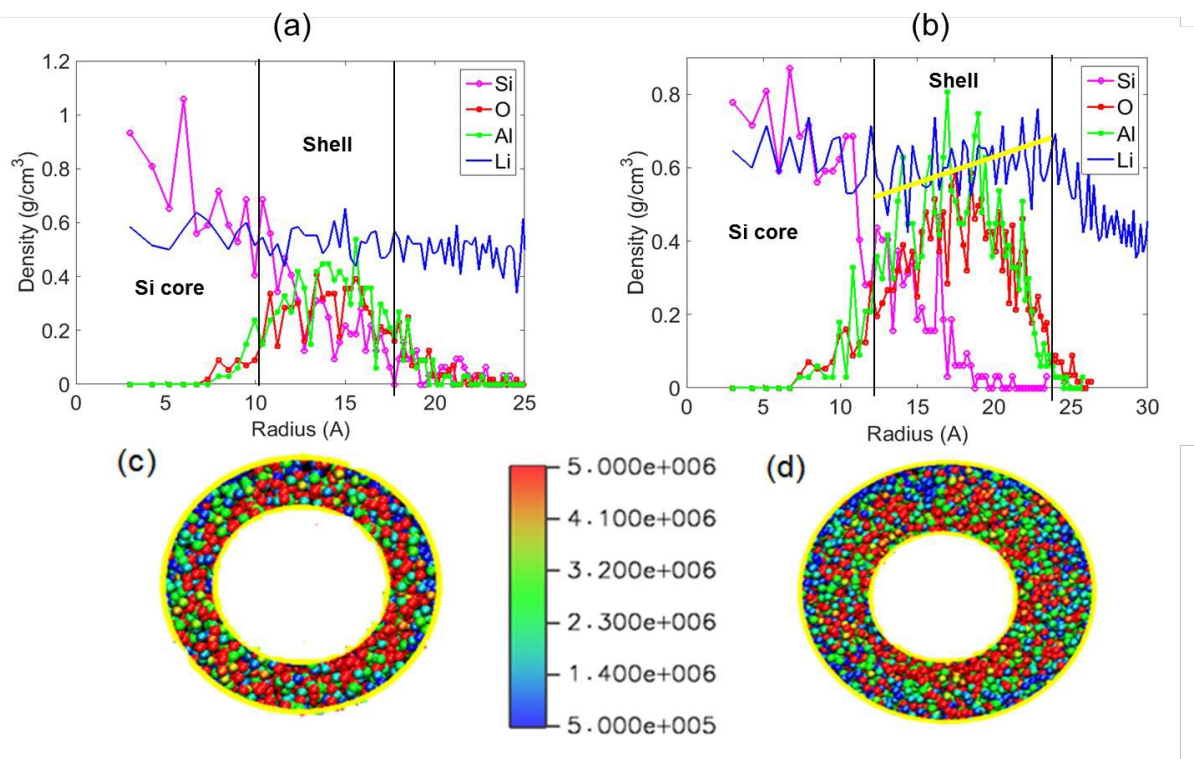 (a)
1.2
1
0.8
0.6
0.4
0.2
0
Density (g/cm³)
Si core
Shell
Si
O
Al
Li
0 5 10 15 20 25
Radius (A)
(b)
0.8
0.6
0.4
0.2
0
Density (g/cm³)
Si core
Shell
Si
O
Al
Li
0 5 10 15 20 25 30
Radius (A)
(c)
5.000e+006
4.100e+006
3.200e+006
2.300e+006
1.400e+006
5.000e+005
(d)